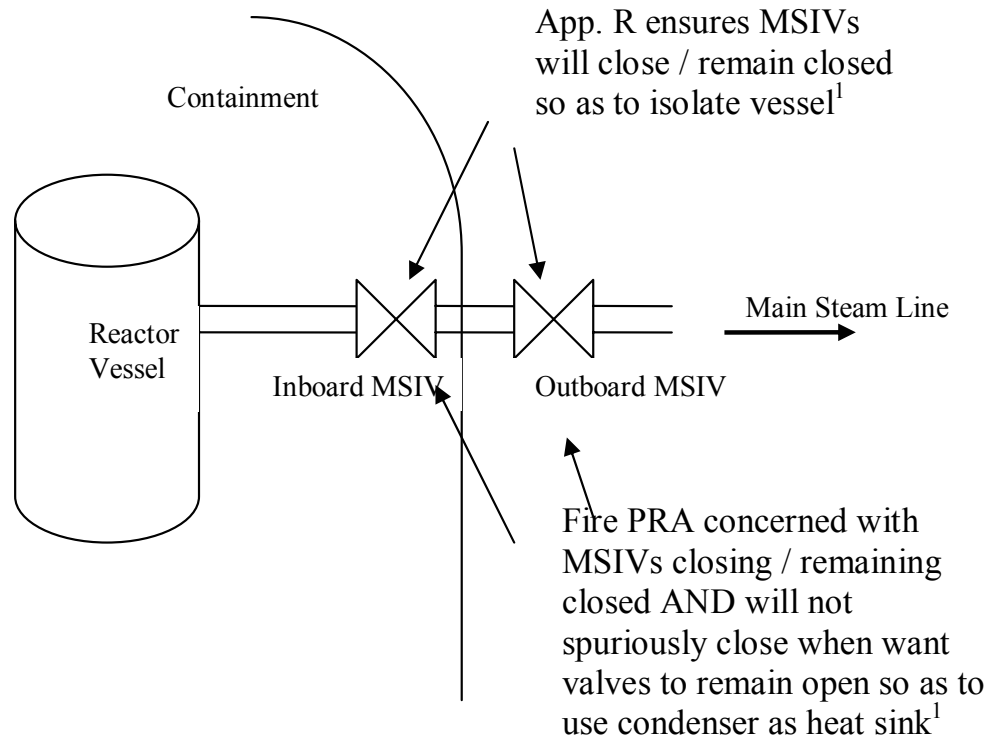 App. R ensures MSIVs
will close / remain closed
so as to isolate vessel¹
Containment
Main Steam Line
Reactor
Vessel
Inboard MSIV
Outboard MSIV
Fire PRA concerned with
MSIVs closing / remaining
closed AND will not
spuriously close when want
valves to remain open so as to
use condenser as heat sink¹